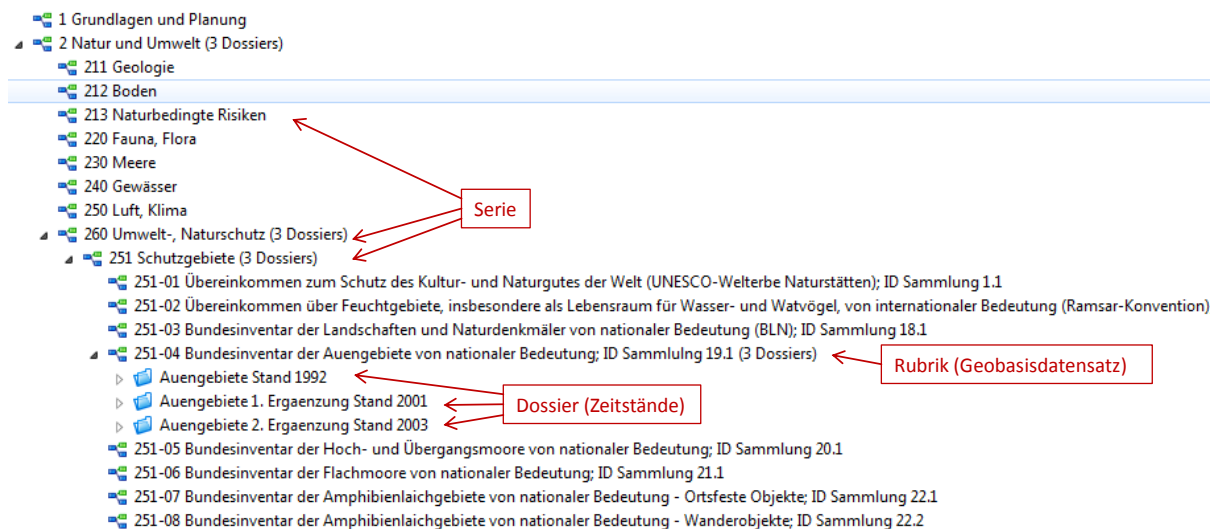 1 Grundlagen und Planung
2 Natur und Umwelt (3 Dossiers)
211 Geologie
212 Boden
213 Naturbedingte Risiken
220 Fauna, Flora
230 Meere
240 Gewässer
250 Luft, Klima
Serie
260 Umwelt-, Naturschutz (3 Dossiers)
251 Schutzgebiete (3 Dossiers)
251-01 Übereinkommen zum Schutz des Kultur- und Naturgutes der Welt (UNESCO-Welterbe Naturstätten); ID Sammlung 1.1
251-02 Übereinkommen über Feuchtgebiete, insbesondere als Lebensraum für Wasser- und Watvögel, von internationaler Bedeutung (Ramsar-Konvention)
251-03 Bundesinventar der Landschaften und Naturdenkmäler von nationaler Bedeutung (BLN); ID Sammlung 18.1
251-04 Bundesinventar der Auengebiete von nationaler Bedeutung; ID Sammlulng 19.1 (3 Dossiers)
Rubrik (Geobasisdatensatz)
Auengebiete Stand 1992
Auengebiete 1. Ergaenzung Stand 2001
Dossier (Zeitstände)
Auengebiete 2. Ergaenzung Stand 2003
251-05 Bundesinventar der Hoch- und Übergangsmoore von nationaler Bedeutung; ID Sammlung 20.1
251-06 Bundesinventar der Flachmoore von nationaler Bedeutung; ID Sammlung 21.1
251-07 Bundesinventar der Amphibienlaichgebiete von nationaler Bedeutung - Ortsfeste Objekte; ID Sammlung 22.1
251-08 Bundesinventar der Amphibienlaichgebiete von nationaler Bedeutung - Wanderobjekte; ID Sammlung 22.2